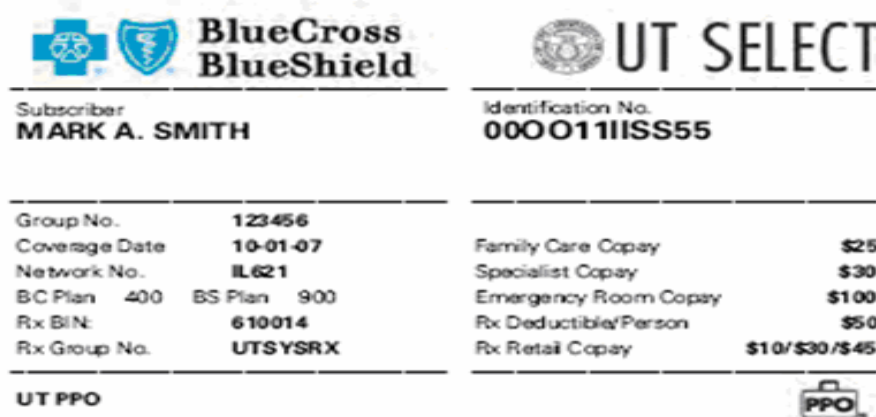 BlueCross
BlueShield
UT SELECT
Subscriber
MARK A. SMITH
Identification No.
00OO11IISS55
Group No. 123456
Coverage Date 10-01-07
Network No. IL621
BC Plan 400 BS Plan 900
Rx BIN: 610014
Rx Group No. UTSYSRX
Family Care Copay $25
Specialist Copay $30
Emergency Room Copay $100
Rx Deductible/Person $50
Rx Retail Copay $10/$30/$45
UT PPO
PPO